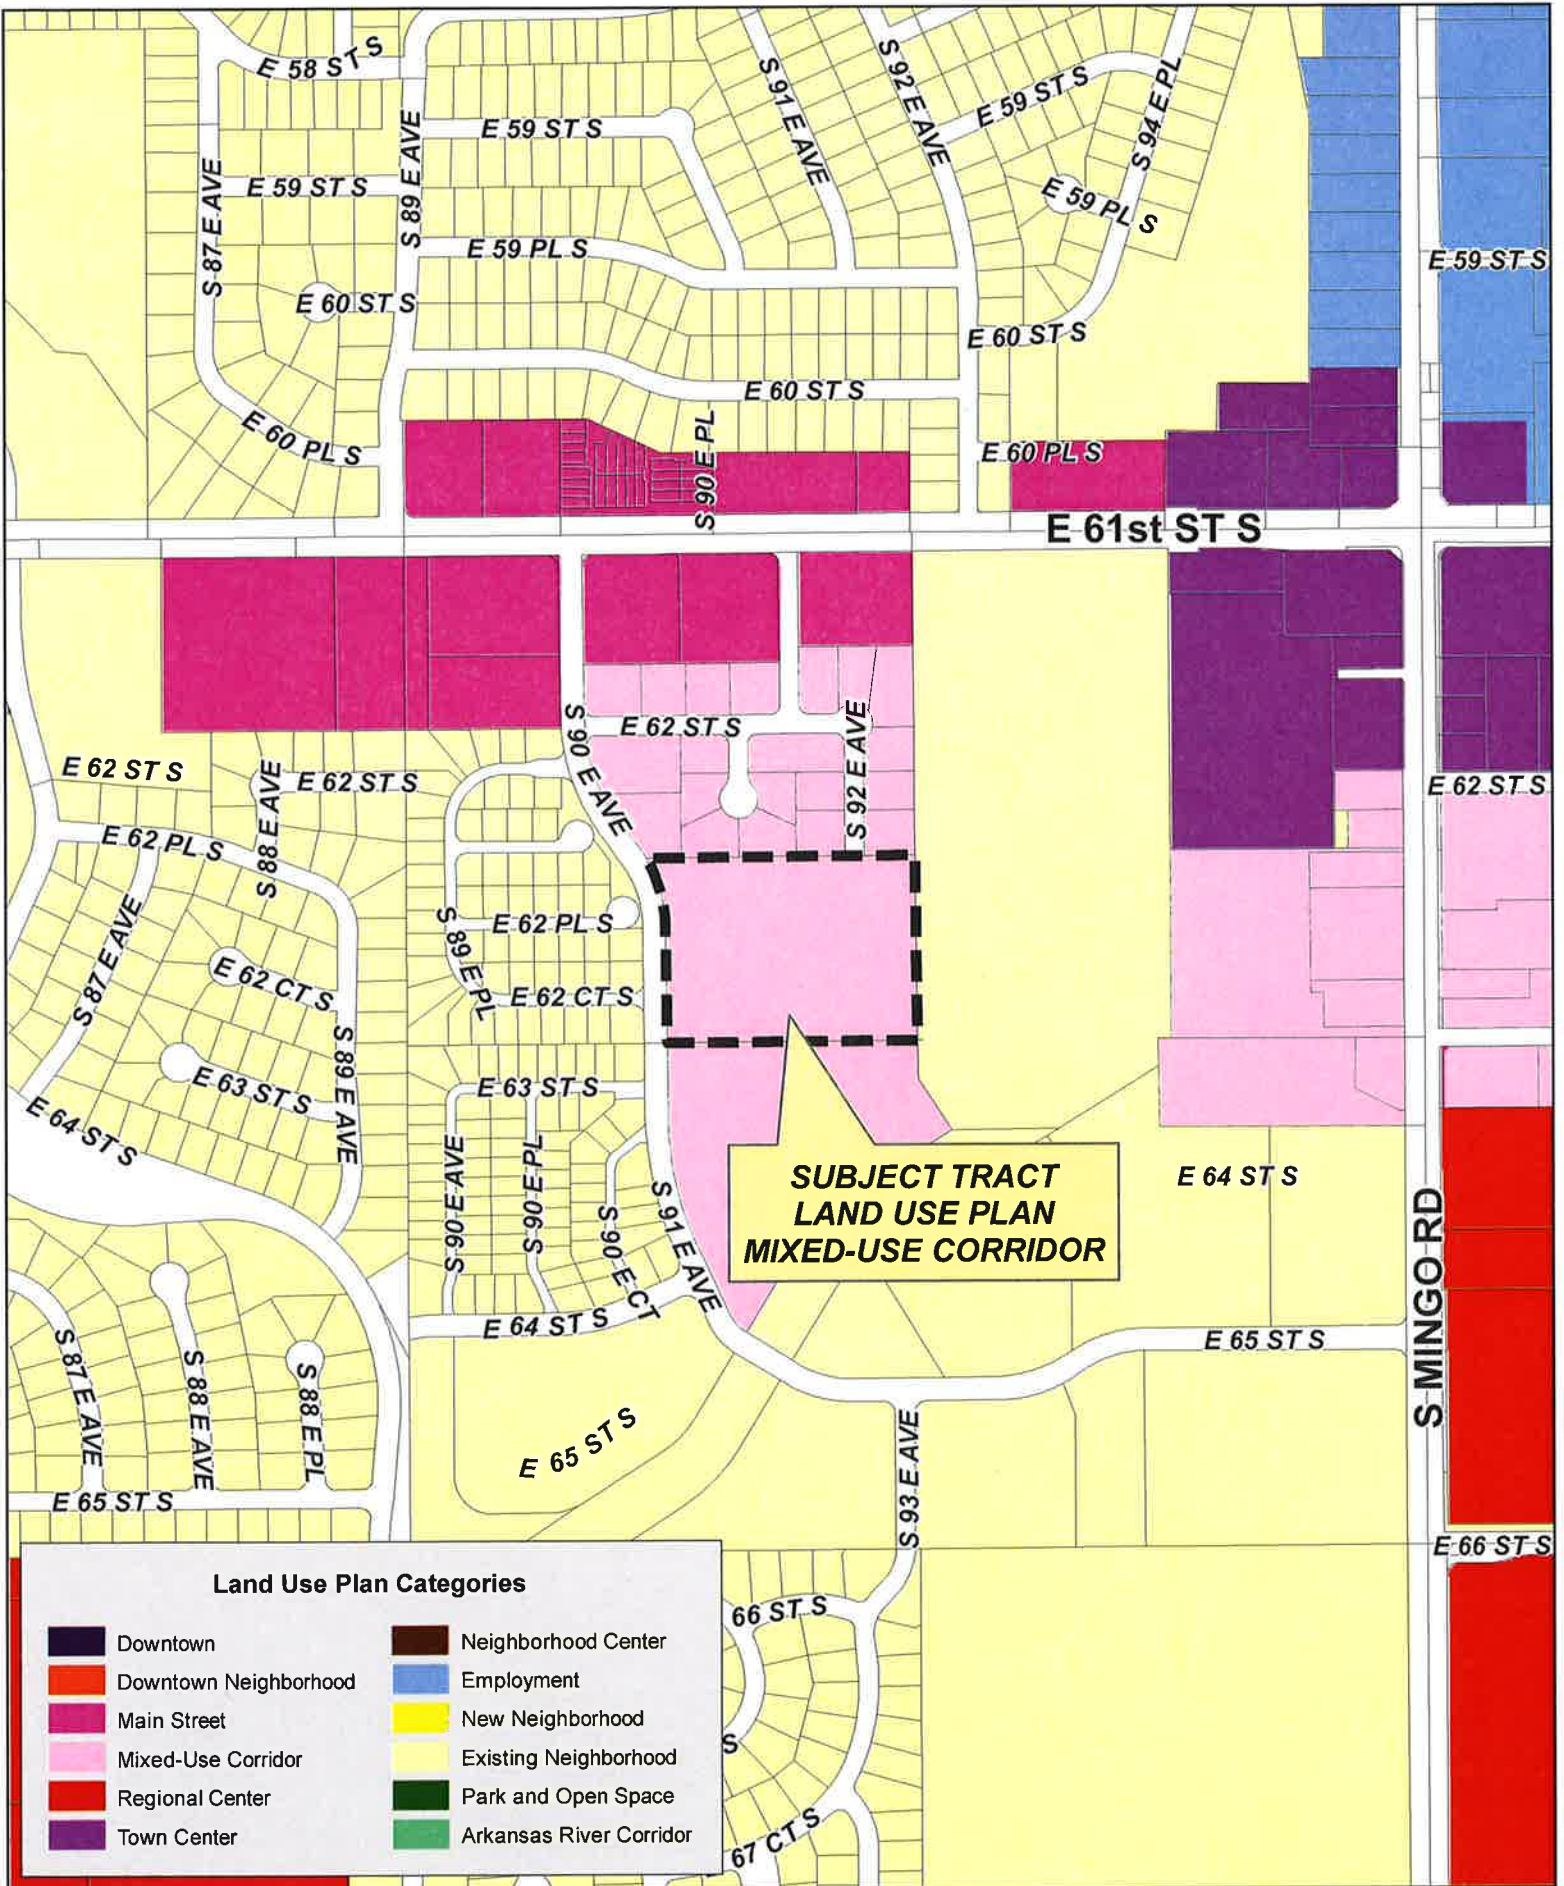 E 58 ST S
S 91 E AVE
S 92 E AVE
E 59 ST S
S 94 E PL
E 59 ST S
S 89 E AVE
S 87 E AVE
E 59 ST S
E 59 PL S
E 59 PL S
E 59 ST S
E 60 ST S
E 60 ST S
E 60 ST S
E 60 PL S
S 90 E PL
E 60 PL S
E 61st ST S
S 90 E AVE
E 62 ST S
S 92 E AVE
E 62 ST S
S 88 E AVE
E 62 ST S
E 62 ST S
E 62 PL S
S 87 E AVE
S 89 E PL
E 62 PL S
E 62 CT S
E 62 CT S
S 89 E AVE
E 63 ST S
E 63 ST S
E 64 ST S
S 90 E AVE
S 90 E PL
S 90 E CT
S 91 E AVE
SUBJECT TRACT
LAND USE PLAN
MIXED-USE CORRIDOR
E 64 ST S
S MINGO RD
E 64 ST S
E 65 ST S
S 87 E AVE
S 88 E AVE
S 88 E PL
E 65 ST S
S 93 E AVE
E 65 ST S
E 66 ST S
66 ST S
S
67 CT S
Land Use Plan Categories
Downtown
Downtown Neighborhood
Main Street
Mixed-Use Corridor
Regional Center
Town Center
Neighborhood Center
Employment
New Neighborhood
Existing Neighborhood
Park and Open Space
Arkansas River Corridor